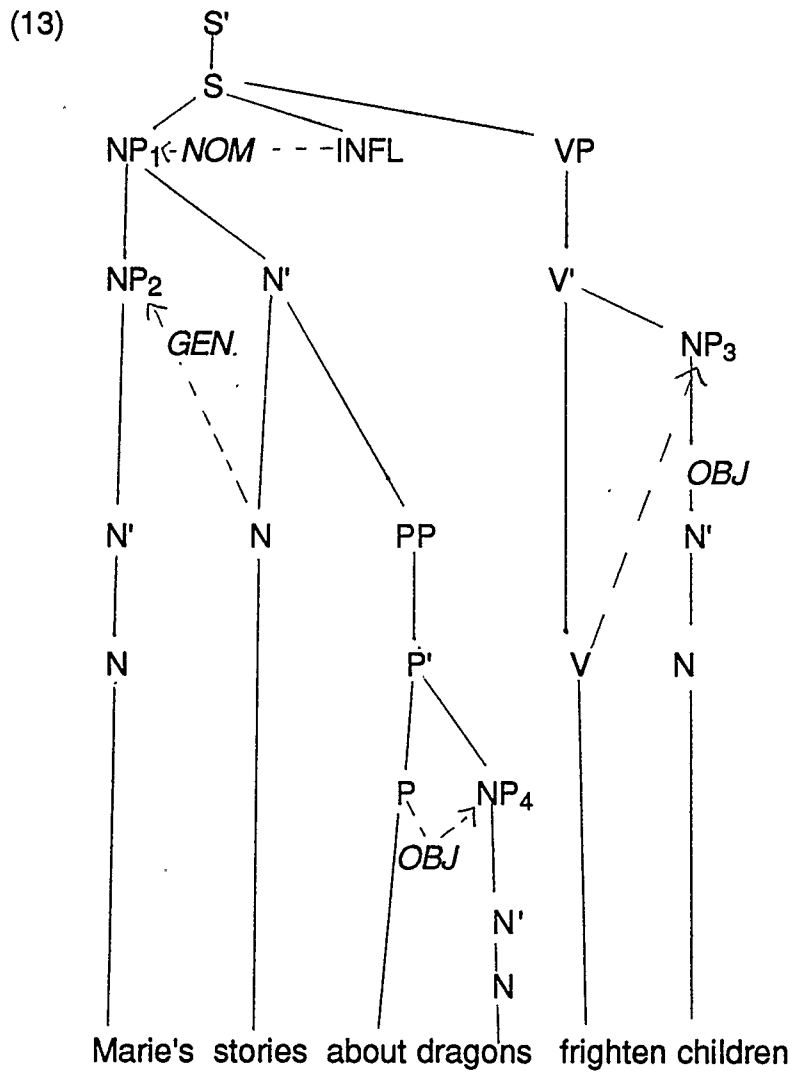 (13) S'
S
NP1 NOM INFL VP
NP2 N' V'
GEN. NP3
OBJ
N' N PP N'
N P' V N
P NP4
OBJ
N'
N
Marie's stories about dragons frighten children